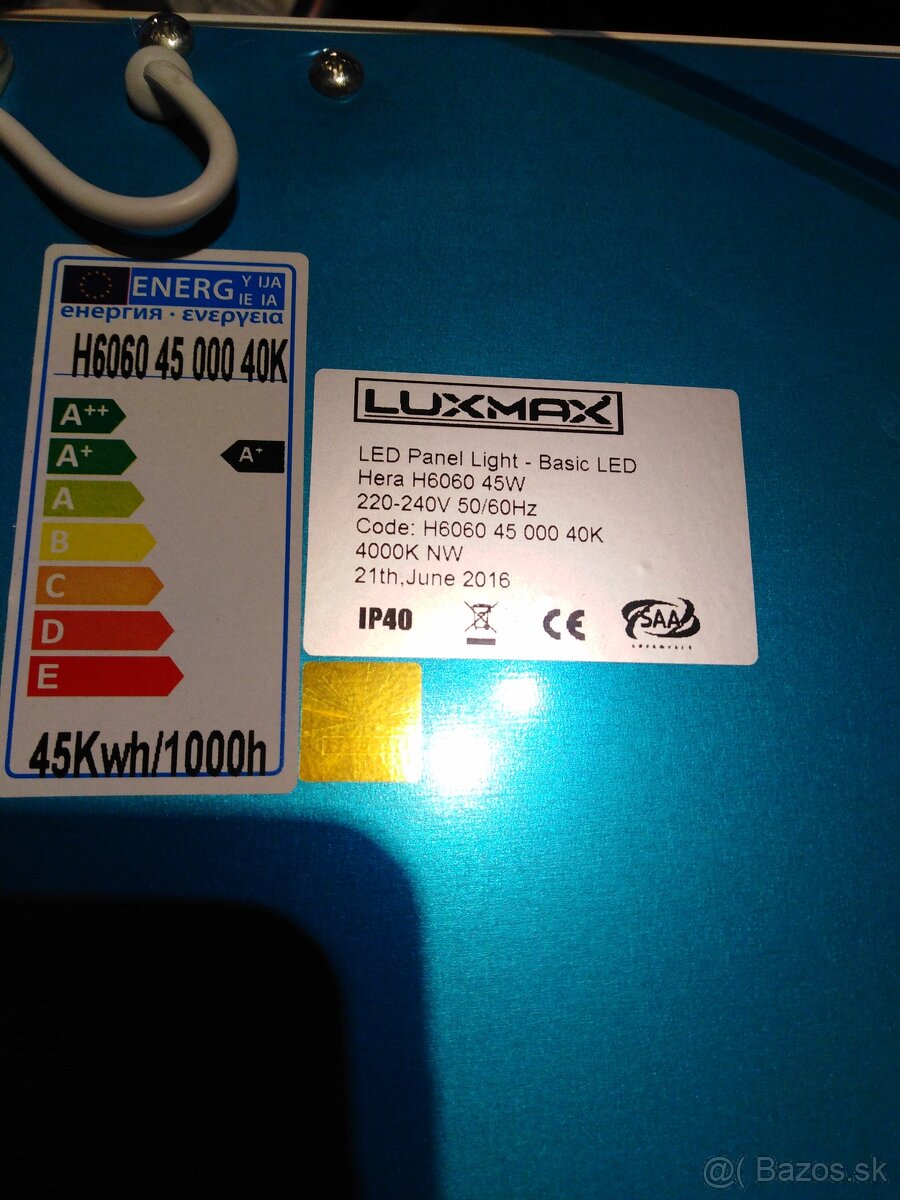 ENERG
Y IJA
IE IA
енергия · ενεργεια
H6060 45 000 40K
A++
A+
A+
A
B
C
D
E
45Kwh/1000h
LUXMAX
LED Panel Light - Basic LED
Hera H6060 45W
220-240V 50/60Hz
Code: H6060 45 000 40K
4000K NW
21th,June 2016
IP40
CE
SAA
@( Bazos.sk